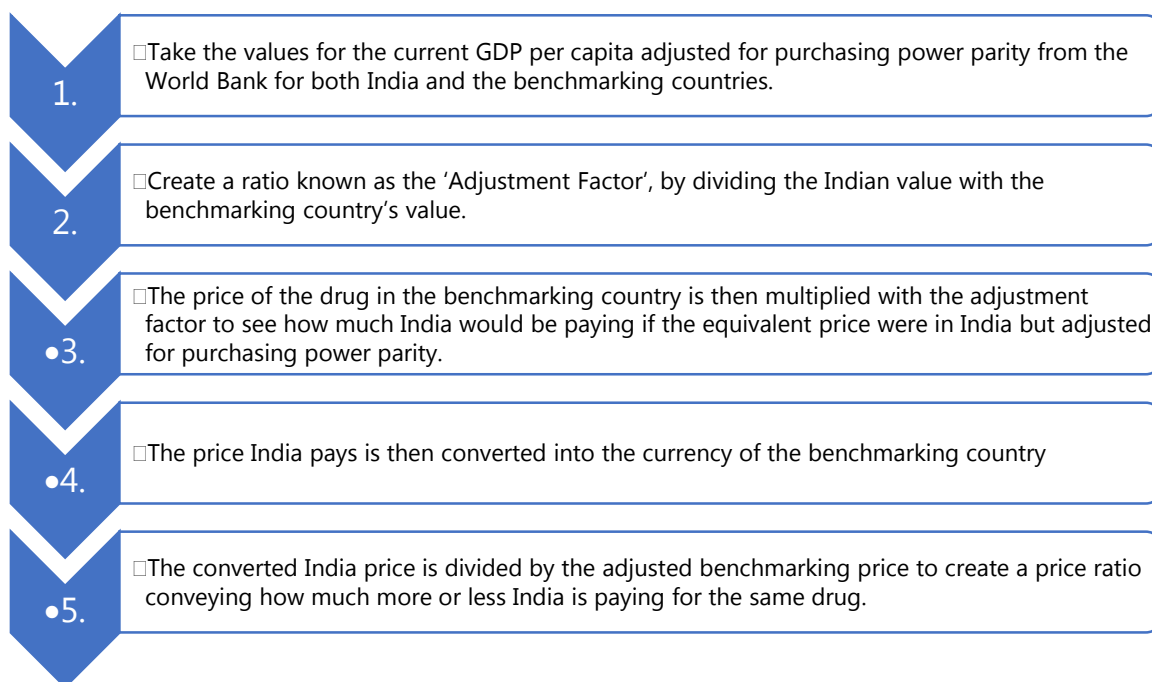 1.
□Take the values for the current GDP per capita adjusted for purchasing power parity from the
World Bank for both India and the benchmarking countries.
2.
□Create a ratio known as the ‘Adjustment Factor’, by dividing the Indian value with the
benchmarking country’s value.
•3.
□The price of the drug in the benchmarking country is then multiplied with the adjustment
factor to see how much India would be paying if the equivalent price were in India but adjusted
for purchasing power parity.
•4.
□The price India pays is then converted into the currency of the benchmarking country
•5.
□The converted India price is divided by the adjusted benchmarking price to create a price ratio
conveying how much more or less India is paying for the same drug.